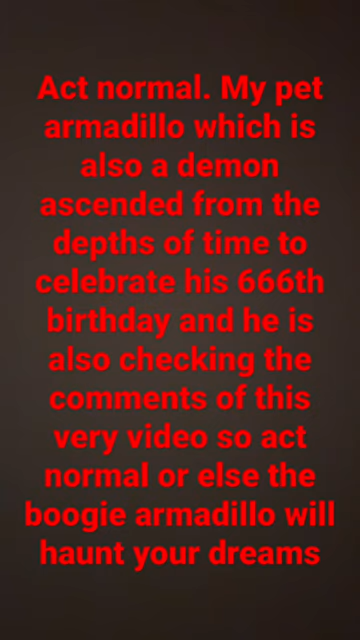 Act normal. My pet
armadillo which is
also a demon
ascended from the
depths of time to
celebrate his 666th
birthday and he is
also checking the
comments of this
very video so act
normal or else the
boogie armadillo will
haunt your dreams